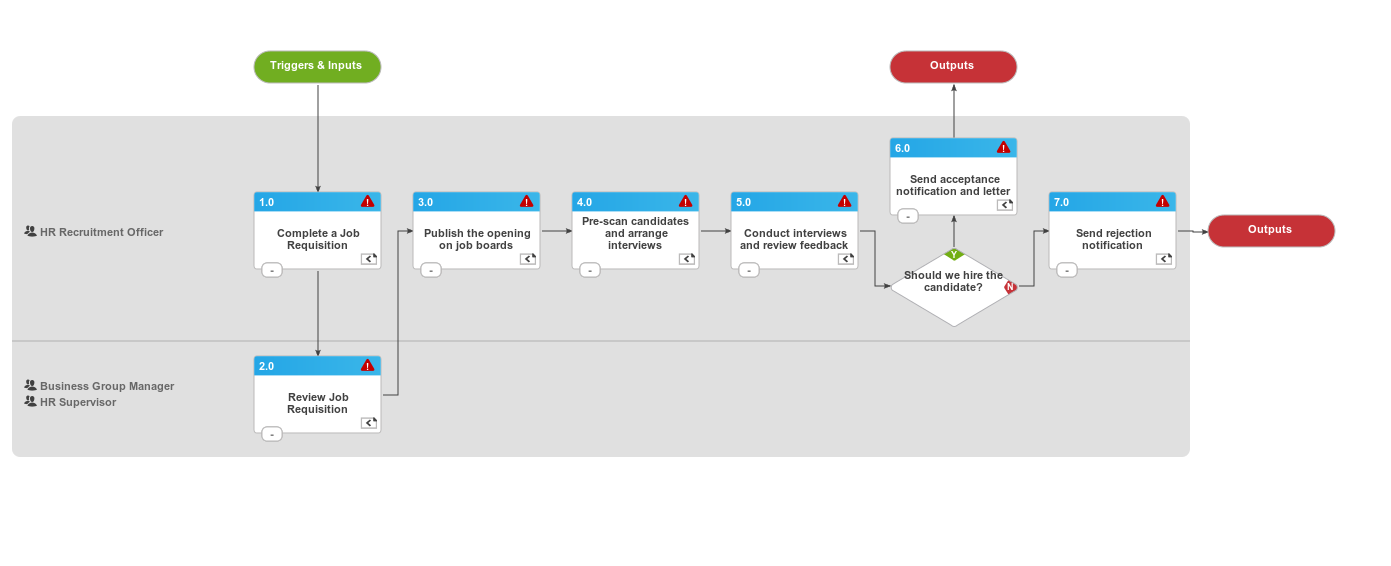 Triggers & Inputs
Outputs
HR Recruitment Officer
1.0
Complete a Job
Requisition
-
3.0
Publish the opening
on job boards
-
4.0
Pre-scan candidates
and arrange
interviews
-
5.0
Conduct interviews
and review feedback
-
6.0
Send acceptance
notification and letter
-
Y
Should we hire the
candidate?
N
7.0
Send rejection
notification
-
Outputs
Business Group Manager
HR Supervisor
2.0
Review Job
Requisition
-